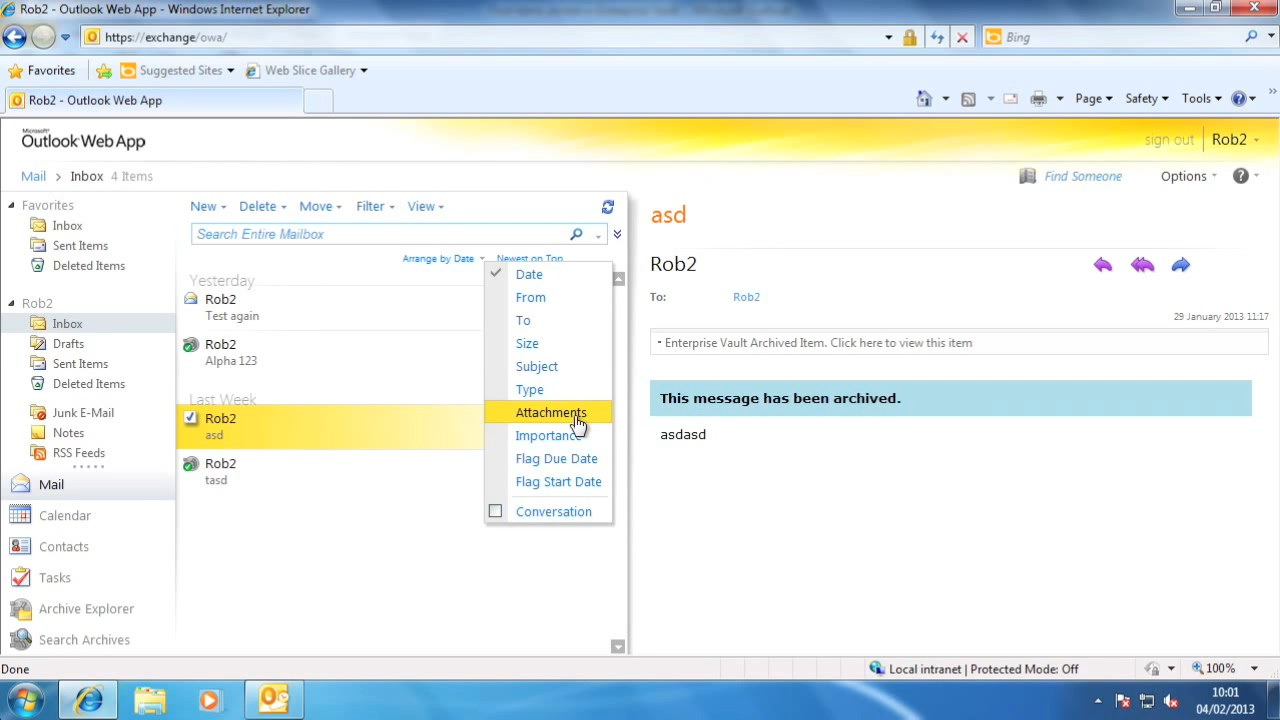 Rob2 - Outlook Web App - Windows Internet Explorer
https://exchange/owa/
Bing
Favorites
Suggested Sites
Web Slice Gallery
Rob2 - Outlook Web App
Page
Safety
Tools
Microsoft
Outlook Web App
sign out
Rob2
Mail > Inbox 4 Items
Find Someone
Options
Favorites
Inbox
Sent Items
Deleted Items
Rob2
Inbox
Drafts
Sent Items
Deleted Items
Junk E-Mail
Notes
RSS Feeds
Mail
Calendar
Contacts
Tasks
Archive Explorer
Search Archives
New
Delete
Move
Filter
View
Search Entire Mailbox
Arrange by Date
Newest on Top
Yesterday
Rob2
Test again
Rob2
Alpha 123
Last Week
Rob2
asd
Rob2
tasd
Date
From
To
Size
Subject
Type
Attachments
Importance
Flag Due Date
Flag Start Date
Conversation
asd
Rob2
To: Rob2
29 January 2013 11:17
Enterprise Vault Archived Item. Click here to view this item
This message has been archived.
asdasd
Done
Local intranet | Protected Mode: Off
100%
10:01
04/02/2013